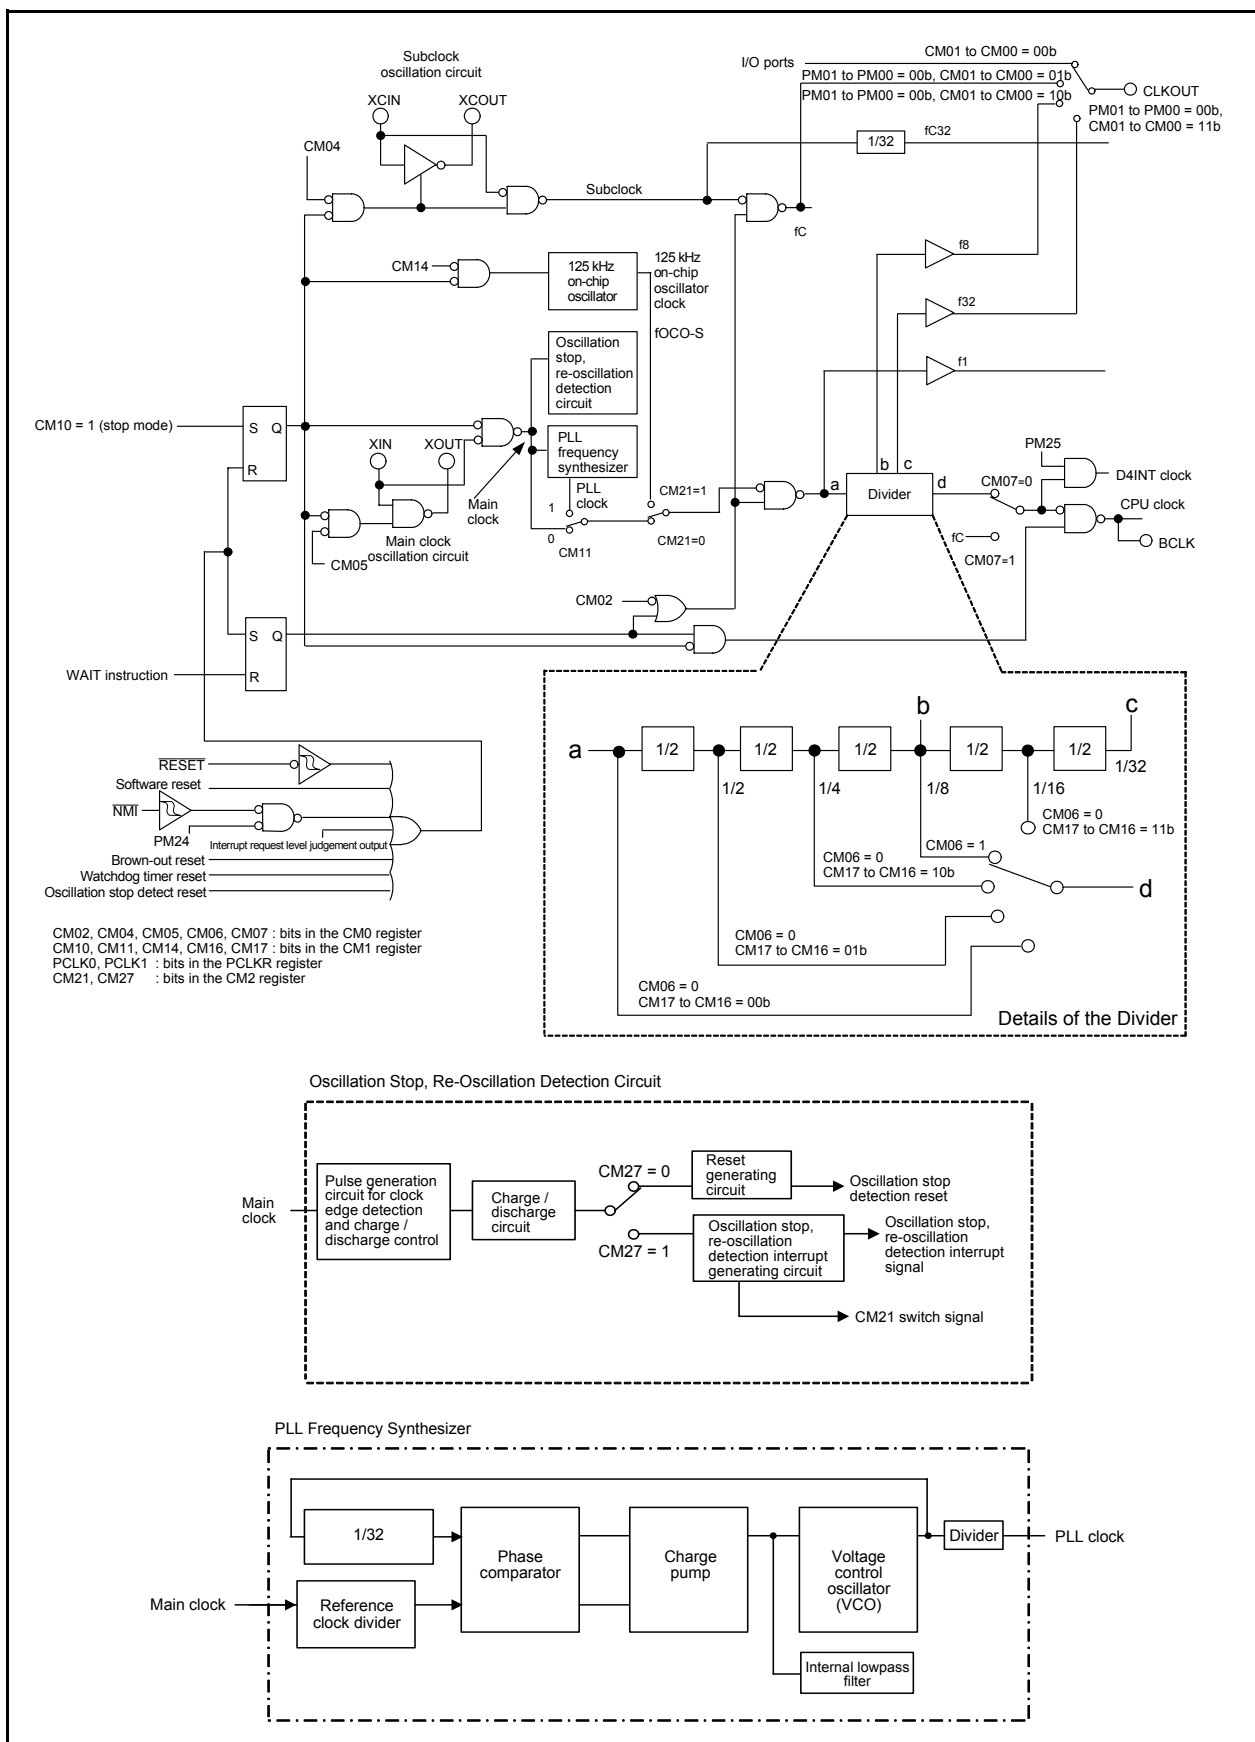 Subclock
oscillation circuit
XCIN
XCOUT
CM04
Subclock
I/O ports
CM01 to CM00 = 00b
PM01 to PM00 = 00b, CM01 to CM00 = 01b
PM01 to PM00 = 00b, CM01 to CM00 = 10b
CLKOUT
PM01 to PM00 = 00b,
CM01 to CM00 = 11b
1/32
fC32
fC
CM14
125 kHz
on-chip
oscillator
125 kHz
on-chip
oscillator
clock
fOCO-S
f8
f32
f1
Oscillation
stop,
re-oscillation
detection
circuit
CM10 = 1 (stop mode)
S
Q
R
XIN
XOUT
Main
clock
PLL
frequency
synthesizer
PLL
clock
1
0
CM11
CM21=1
CM21=0
Main clock
oscillation circuit
CM05
a
b
c
d
Divider
CM07=0
fC
CM07=1
PM25
D4INT clock
CPU clock
BCLK
CM02
S
Q
R
WAIT instruction
RESET
Software reset
NMI
PM24
Interrupt request level judgement output
Brown-out reset
Watchdog timer reset
Oscillation stop detect reset
a
1/2
1/2
1/2
b
1/2
1/2
c
1/2
1/4
1/8
1/16
1/32
CM06 = 0
CM17 to CM16 = 11b
CM06 = 1
CM06 = 0
CM17 to CM16 = 10b
d
CM06 = 0
CM17 to CM16 = 01b
CM06 = 0
CM17 to CM16 = 00b
Details of the Divider
CM02, CM04, CM05, CM06, CM07 : bits in the CM0 register
CM10, CM11, CM14, CM16, CM17 : bits in the CM1 register
PCLK0, PCLK1 : bits in the PCLKR register
CM21, CM27 : bits in the CM2 register
Oscillation Stop, Re-Oscillation Detection Circuit
Main
clock
Pulse generation
circuit for clock
edge detection
and charge /
discharge control
Charge /
discharge
circuit
CM27 = 0
CM27 = 1
Reset
generating
circuit
Oscillation stop
detection reset
Oscillation stop,
re-oscillation
detection interrupt
generating circuit
Oscillation stop,
re-oscillation
detection interrupt
signal
CM21 switch signal
PLL Frequency Synthesizer
1/32
Main clock
Reference
clock divider
Phase
comparator
Charge
pump
Voltage
control
oscillator
(VCO)
Divider
PLL clock
Internal lowpass
filter